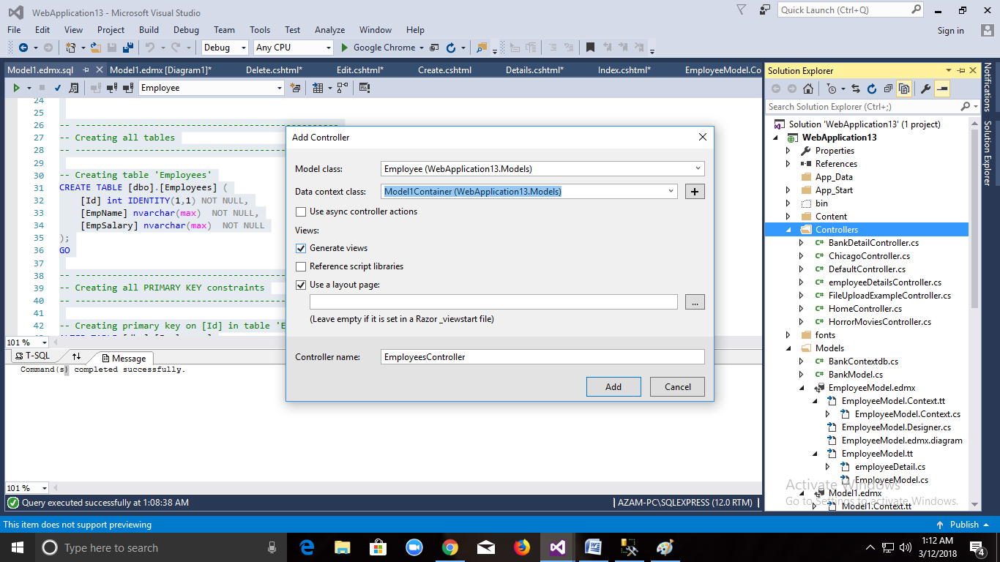 WebApplication13 - Microsoft Visual Studio
Quick Launch (Ctrl+Q)
File Edit View Project Build Debug Team Tools Test Analyze Window Help
Sign in
Debug Any CPU Google Chrome
Model1.edmx.sql Model1.edmx [Diagram1]* Delete.cshtml* Edit.cshtml* Create.cshtml Details.cshtml* Index.cshtml* EmployeeModel.Co
Employee
24
25
26 -- --------------------------------------------------
27 -- Creating all tables
28 -- --------------------------------------------------
29
30 -- Creating table 'Employees'
31 CREATE TABLE [dbo].[Employees] (
32 [Id] int IDENTITY(1,1) NOT NULL,
33 [EmpName] nvarchar(max)  NOT NULL,
34 [EmpSalary] nvarchar(max)  NOT NULL
35 );
36 GO
37
38 -- --------------------------------------------------
39 -- Creating all PRIMARY KEY constraints
40 -- --------------------------------------------------
41
42 -- Creating primary key on [Id] in table 'E
101 %
T-SQL Message
Command(s) completed successfully.
101 %
Query executed successfully at 1:08:38 AM
AZAM-PC\SQLEXPRESS (12.0 RTM)
Add Controller
Model class: Employee (WebApplication13.Models)
Data context class: Model1Container (WebApplication13.Models)
Use async controller actions
Views:
Generate views
Reference script libraries
Use a layout page:
...
(Leave empty if it is set in a Razor _viewstart file)
Controller name: EmployeesController
Add Cancel
Solution Explorer
Search Solution Explorer (Ctrl+;)
Solution 'WebApplication13' (1 project)
WebApplication13
Properties
References
App_Data
App_Start
bin
Content
Controllers
C# BankDetailController.cs
C# ChicagoController.cs
C# DefaultController.cs
C# employeeDetailsController.cs
C# FileUploadExampleController.cs
C# HomeController.cs
C# HorrorMoviesController.cs
fonts
Models
C# BankContextdb.cs
C# BankModel.cs
EmployeeModel.edmx
EmployeeModel.Context.tt
EmployeeModel.Context.cs
EmployeeModel.Designer.cs
EmployeeModel.edmx.diagram
EmployeeModel.tt
employeeDetail.cs
EmployeeModel.cs
Model1.edmx
Model1.Context.tt
Activate Windows
Go to Settings to activate Windows.
Notifications
Solution Explorer
This item does not support previewing
Publish
Type here to search
1:12 AM
3/12/2018
4